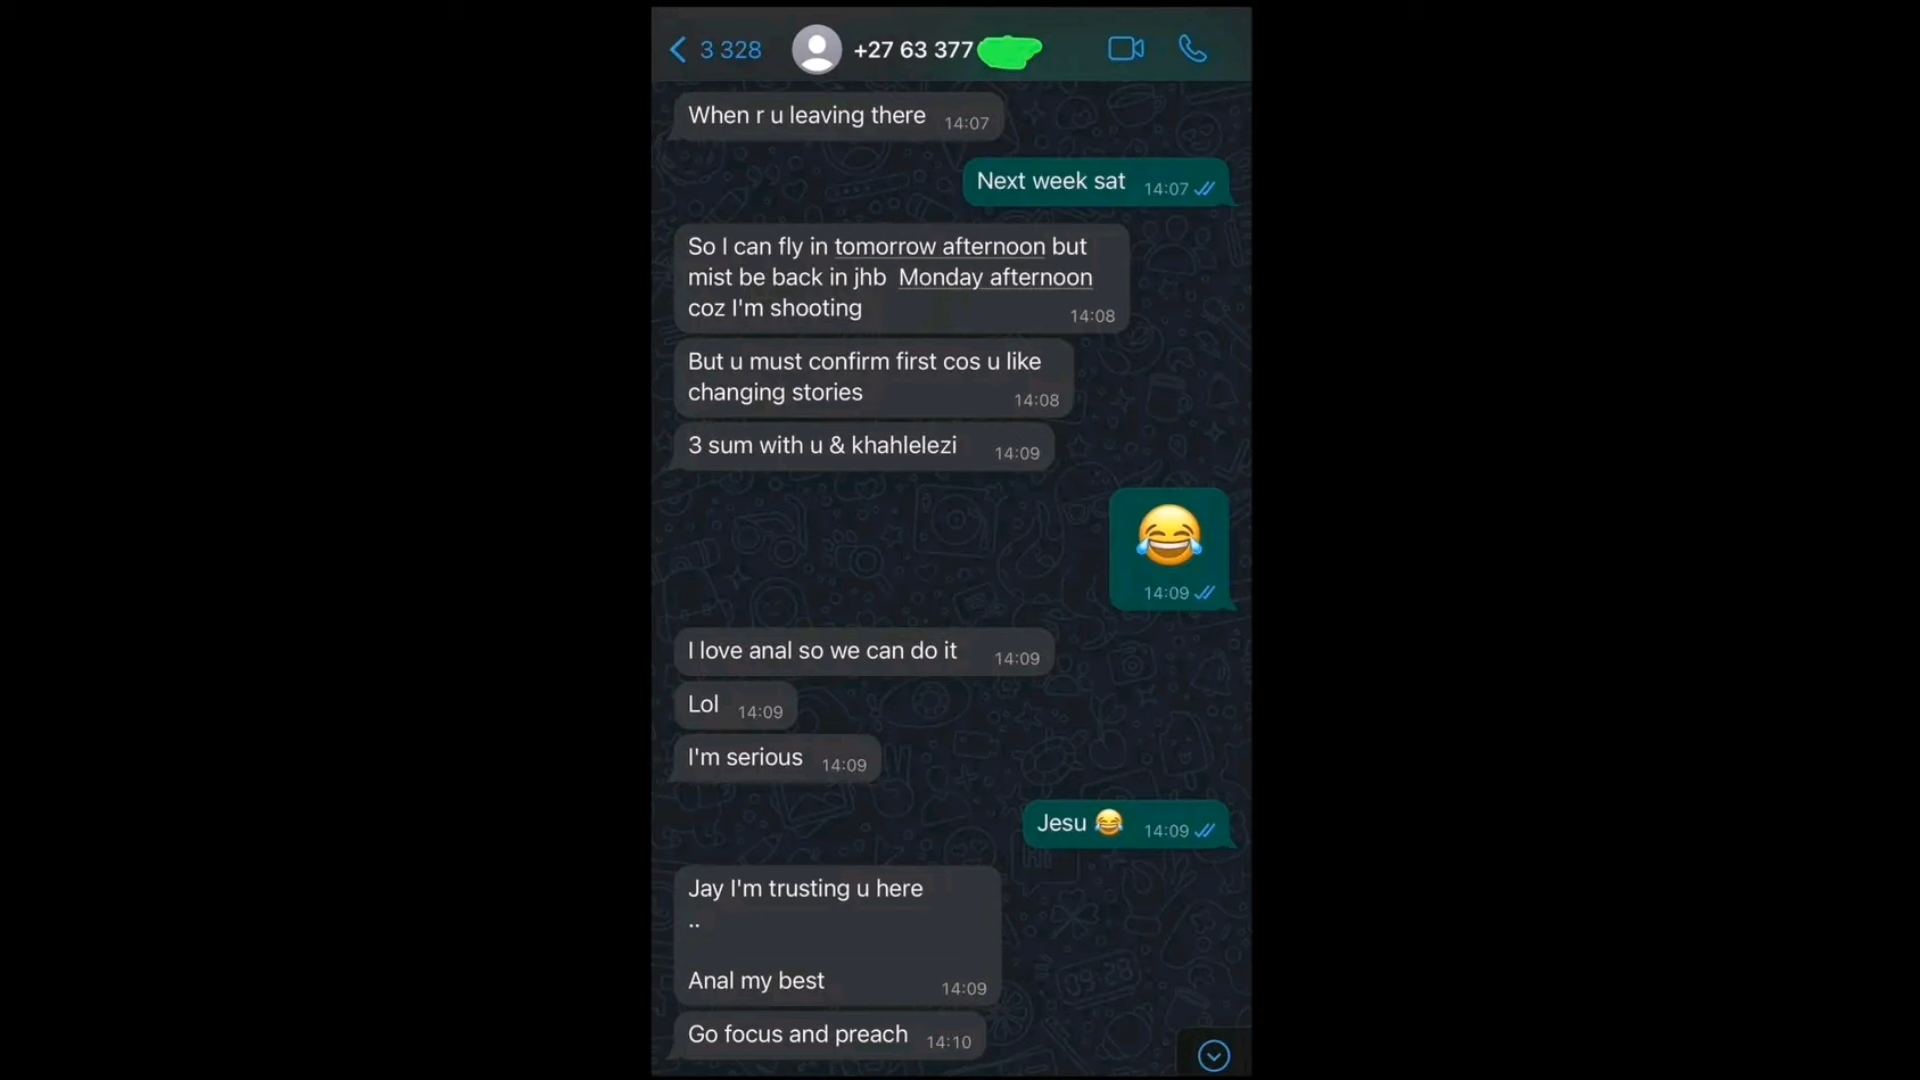 3 328
+27 63 377
When r u leaving there
14:07
Next week sat
14:07
So I can fly in tomorrow afternoon but
mist be back in jhb Monday afternoon
coz I'm shooting
14:08
But u must confirm first cos u like
changing stories
14:08
3 sum with u & khahlelezi
14:09
😂
14:09
I love anal so we can do it
14:09
Lol
14:09
I'm serious
14:09
Jesu 😂
14:09
Jay I'm trusting u here
..
Anal my best
14:09
Go focus and preach
14:10